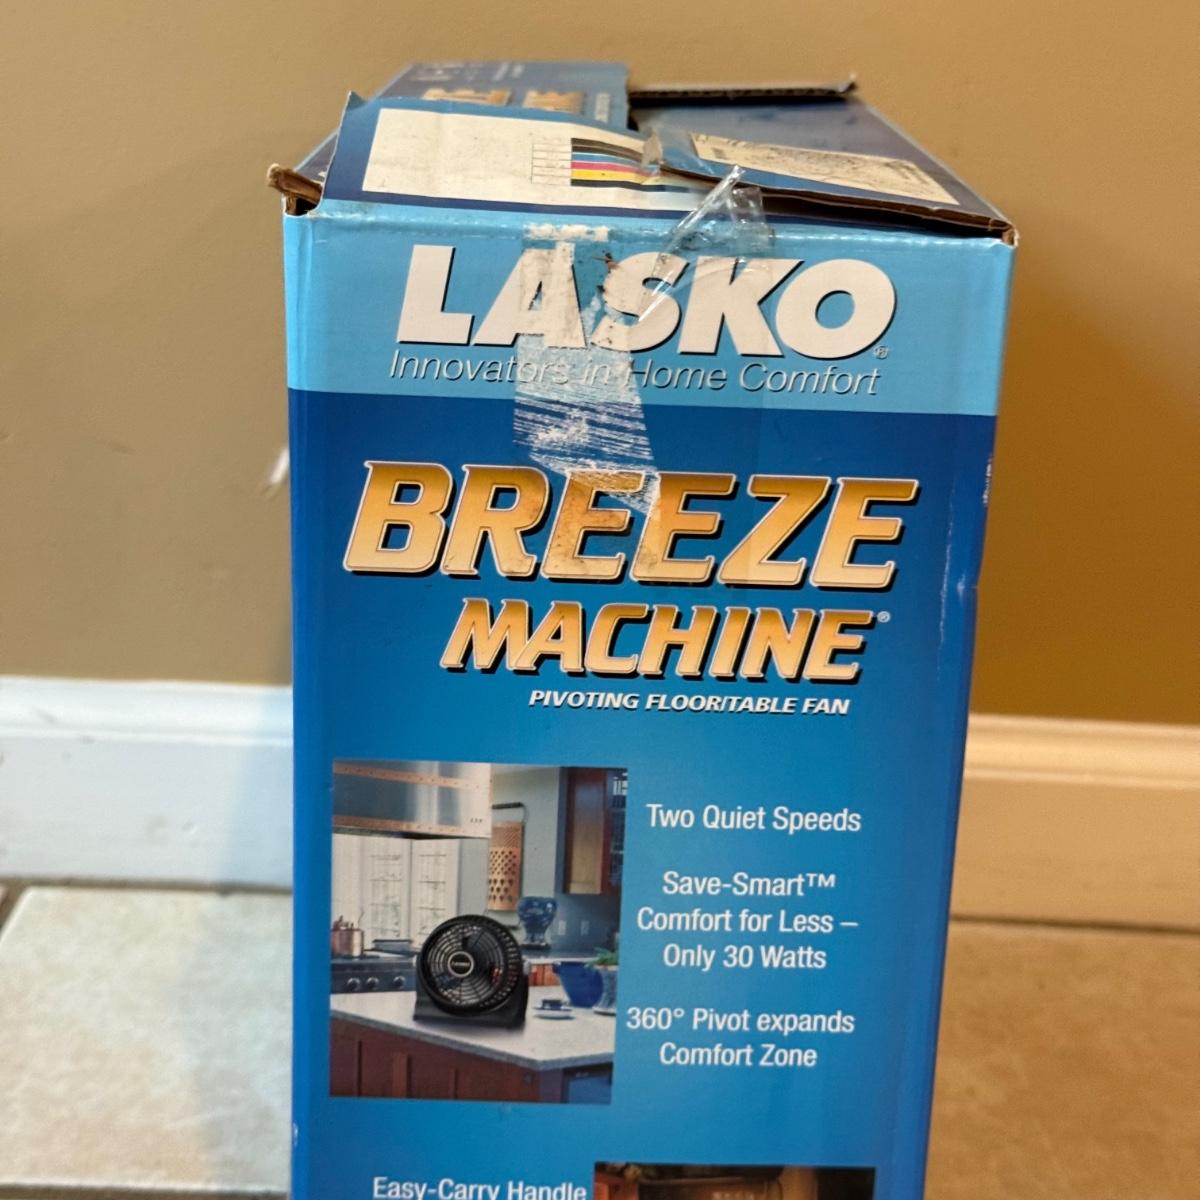 LASKO®
Innovators in Home Comfort
BREEZE
MACHINE®
PIVOTING FLOOR/TABLE FAN
Two Quiet Speeds
Save-Smart™
Comfort for Less –
Only 30 Watts
360° Pivot expands
Comfort Zone
Easy-Carry Handle